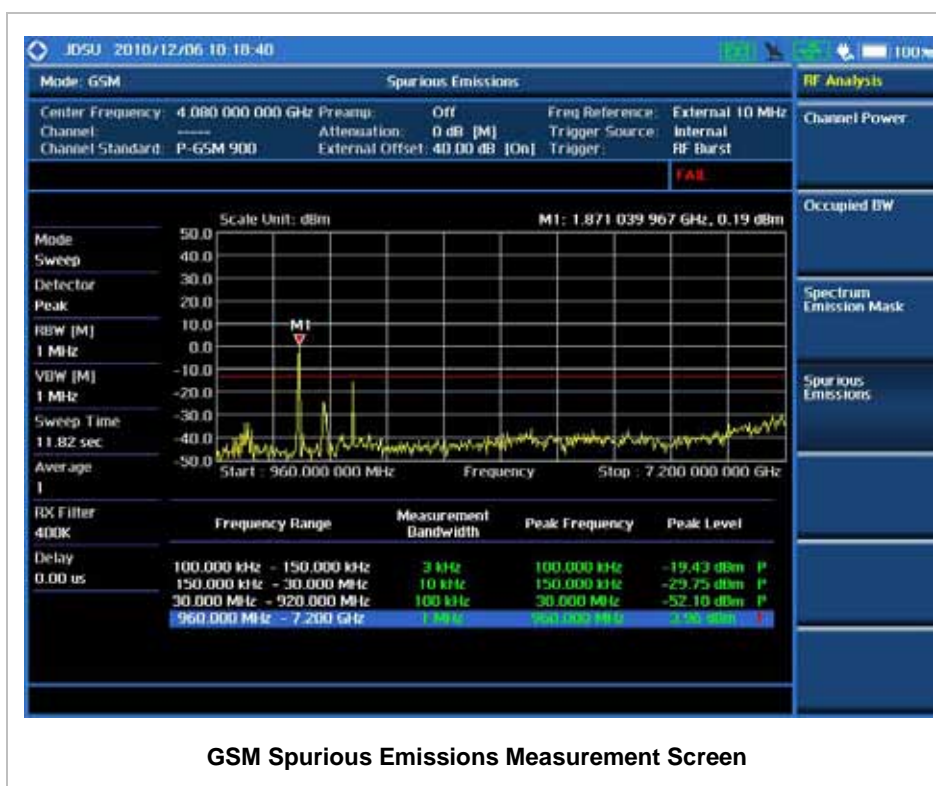 JDSU 2010/12/06 10:18:40 100%
Mode: GSM Spurious Emissions
RF Analysis
Center Frequency: 4.080 000 000 GHz Preamp: Off Freq Reference: External 10 MHz
Channel: ----- Attenuation: 0 dB [M] Trigger Source: Internal
Channel Standard: P-GSM 900 External Offset: 40.00 dB [On] Trigger: RF Burst
FAIL
Channel Power
Occupied BW
Spectrum
Emission Mask
Spurious
Emissions
Scale Unit: dBm M1: 1.871 039 967 GHz, 0.19 dBm
Mode
Sweep
Detector
Peak
RBW [M]
1 MHz
VBW [M]
1 MHz
Sweep Time
11.82 sec
Average
1
RX Filter
400K
Delay
0.00 us
50.0
40.0
30.0
20.0
10.0
0.0
-10.0
-20.0
-30.0
-40.0
-50.0
M1
Start : 960.000 000 MHz Frequency Stop : 7.200 000 000 GHz
Frequency Range Measurement Bandwidth Peak Frequency Peak Level
100.000 kHz - 150.000 kHz 3 kHz 100.000 kHz -19.43 dBm P
150.000 kHz - 30.000 MHz 10 kHz 150.000 kHz -29.75 dBm P
30.000 MHz - 920.000 MHz 100 kHz 30.000 MHz -52.10 dBm P
960.000 MHz - 7.200 GHz 1 MHz 960.000 MHz dBm F
GSM Spurious Emissions Measurement Screen